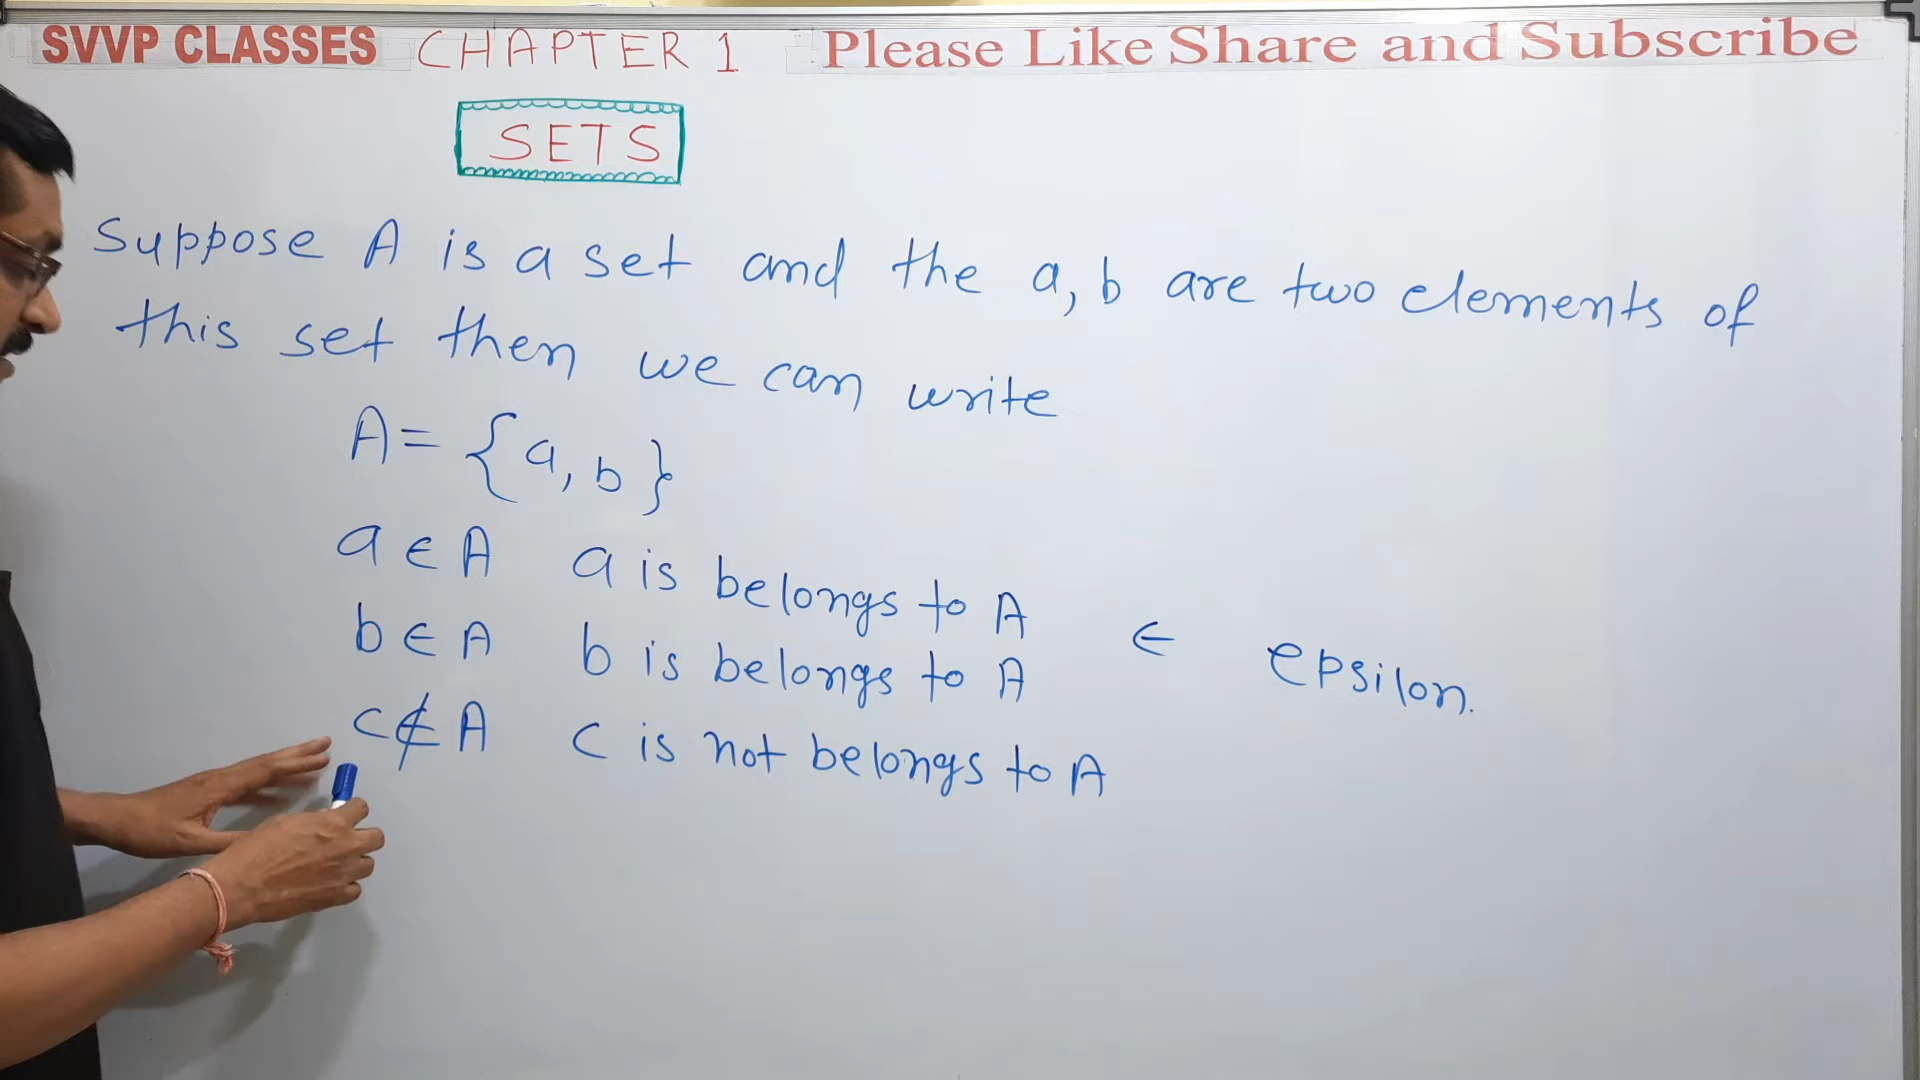 SVVP CLASSES CHAPTER 1 Please Like Share and Subscribe
SETS
Suppose A is a set and the a, b are two elements of
this set then we can write
A = {a, b}
a ∈ A a is belongs to A
b ∈ A b is belongs to A ∈ epsilon.
c ∉ A c is not belongs to A